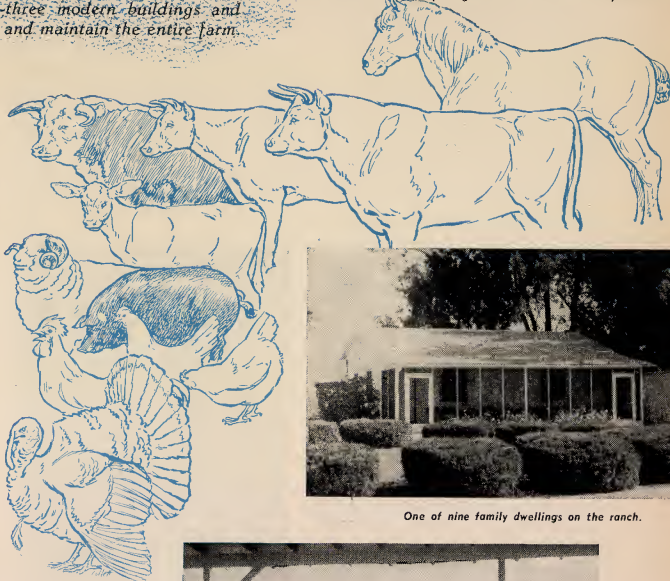 three modern buildings and
and maintain the entire farm.
One of nine family dwellings on the ranch.